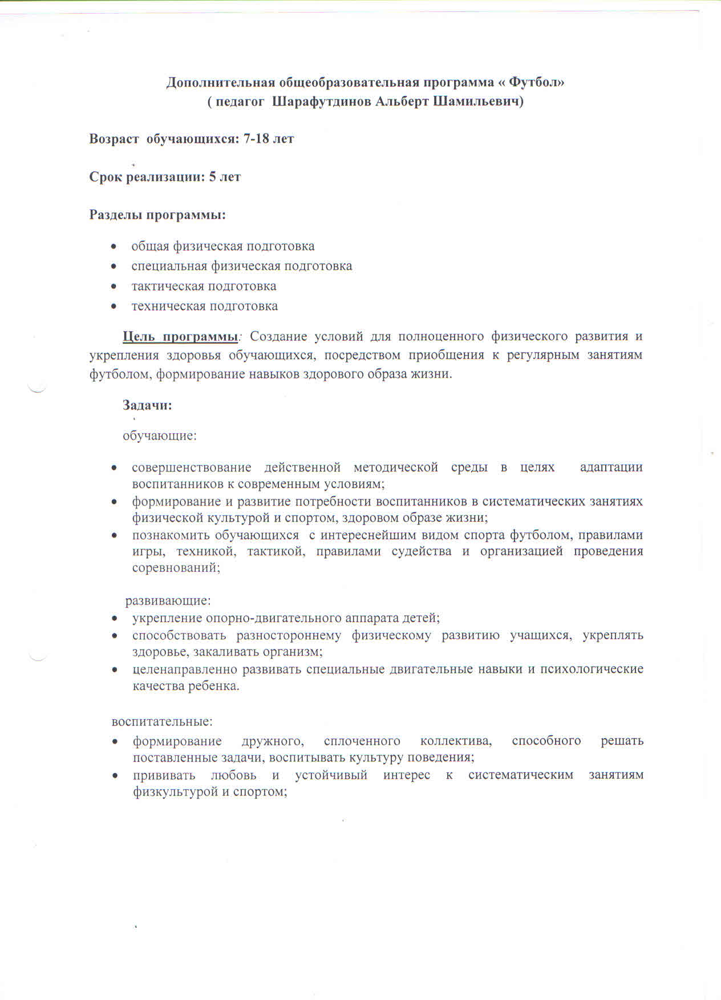 Дополнительная общеобразовательная программа « Футбол»
( педагог  Шарафутдинов Альберт Шамильевич)
Возраст  обучающихся: 7-18 лет
Срок реализации: 5 лет
Разделы программы:
• общая физическая подготовка
• специальная физическая подготовка
• тактическая подготовка
• техническая подготовка
Цель программы: Создание условий для полноценного физического развития и
укрепления здоровья обучающихся, посредством приобщения к регулярным занятиям
футболом, формирование навыков здорового образа жизни.
Задачи:
обучающие:
• совершенствование действенной методической среды в целях  адаптации
воспитанников к современным условиям;
• формирование и развитие потребности воспитанников в систематических занятиях
физической культурой и спортом, здоровом образе жизни;
• познакомить обучающихся  с интереснейшим видом спорта футболом, правилами
игры, техникой, тактикой, правилами судейства и организацией проведения
соревнований;
развивающие:
• укрепление опорно-двигательного аппарата детей;
• способствовать разностороннему физическому развитию учащихся, укреплять
здоровье, закаливать организм;
• целенаправленно развивать специальные двигательные навыки и психологические
качества ребенка.
воспитательные:
• формирование дружного, сплоченного коллектива, способного решать
поставленные задачи, воспитывать культуру поведения;
• прививать любовь и устойчивый интерес к систематическим занятиям
физкультурой и спортом;